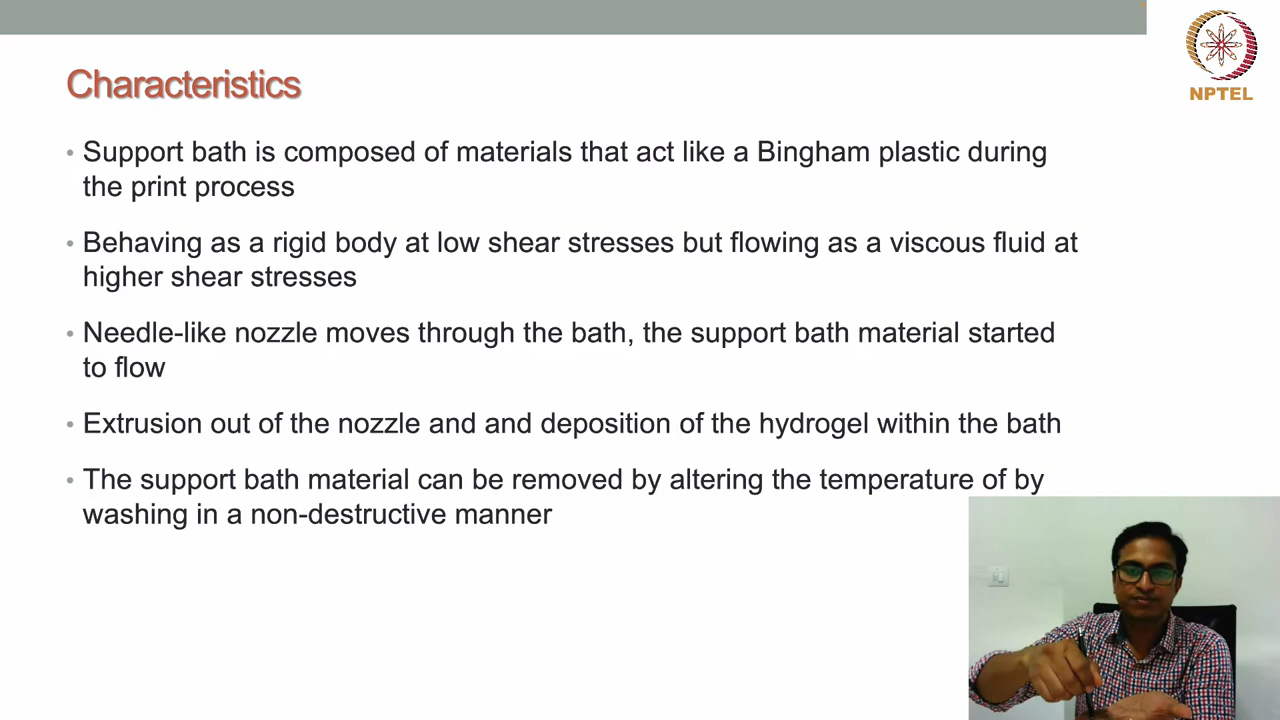 NPTEL
Characteristics
• Support bath is composed of materials that act like a Bingham plastic during
the print process
• Behaving as a rigid body at low shear stresses but flowing as a viscous fluid at
higher shear stresses
• Needle-like nozzle moves through the bath, the support bath material started
to flow
• Extrusion out of the nozzle and and deposition of the hydrogel within the bath
• The support bath material can be removed by altering the temperature of by
washing in a non-destructive manner